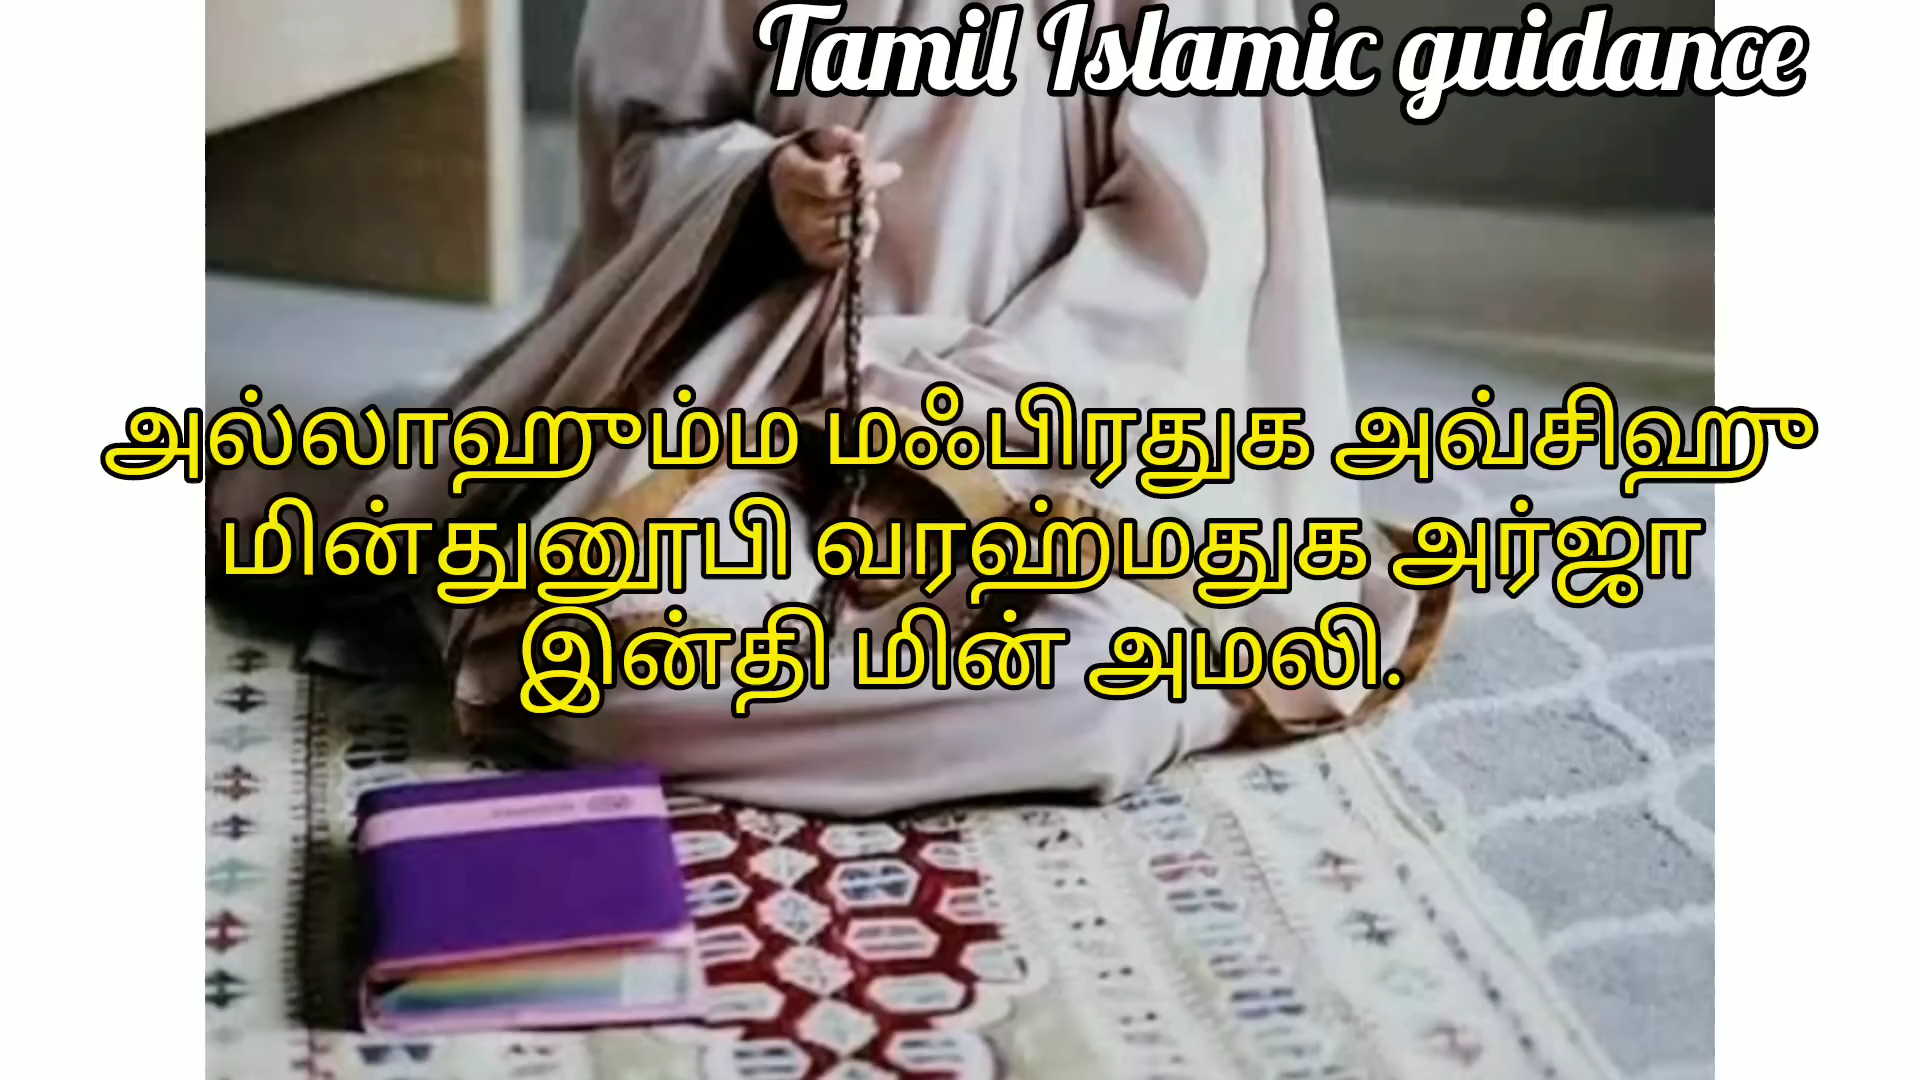 Tamil Islamic guidance
அல்லாஹும்ம மஃபிரதுக அவ்சிஹு
மின்துனூபி வரஹ்மதுக அர்ஜா
இன்தி மின் அமலி.